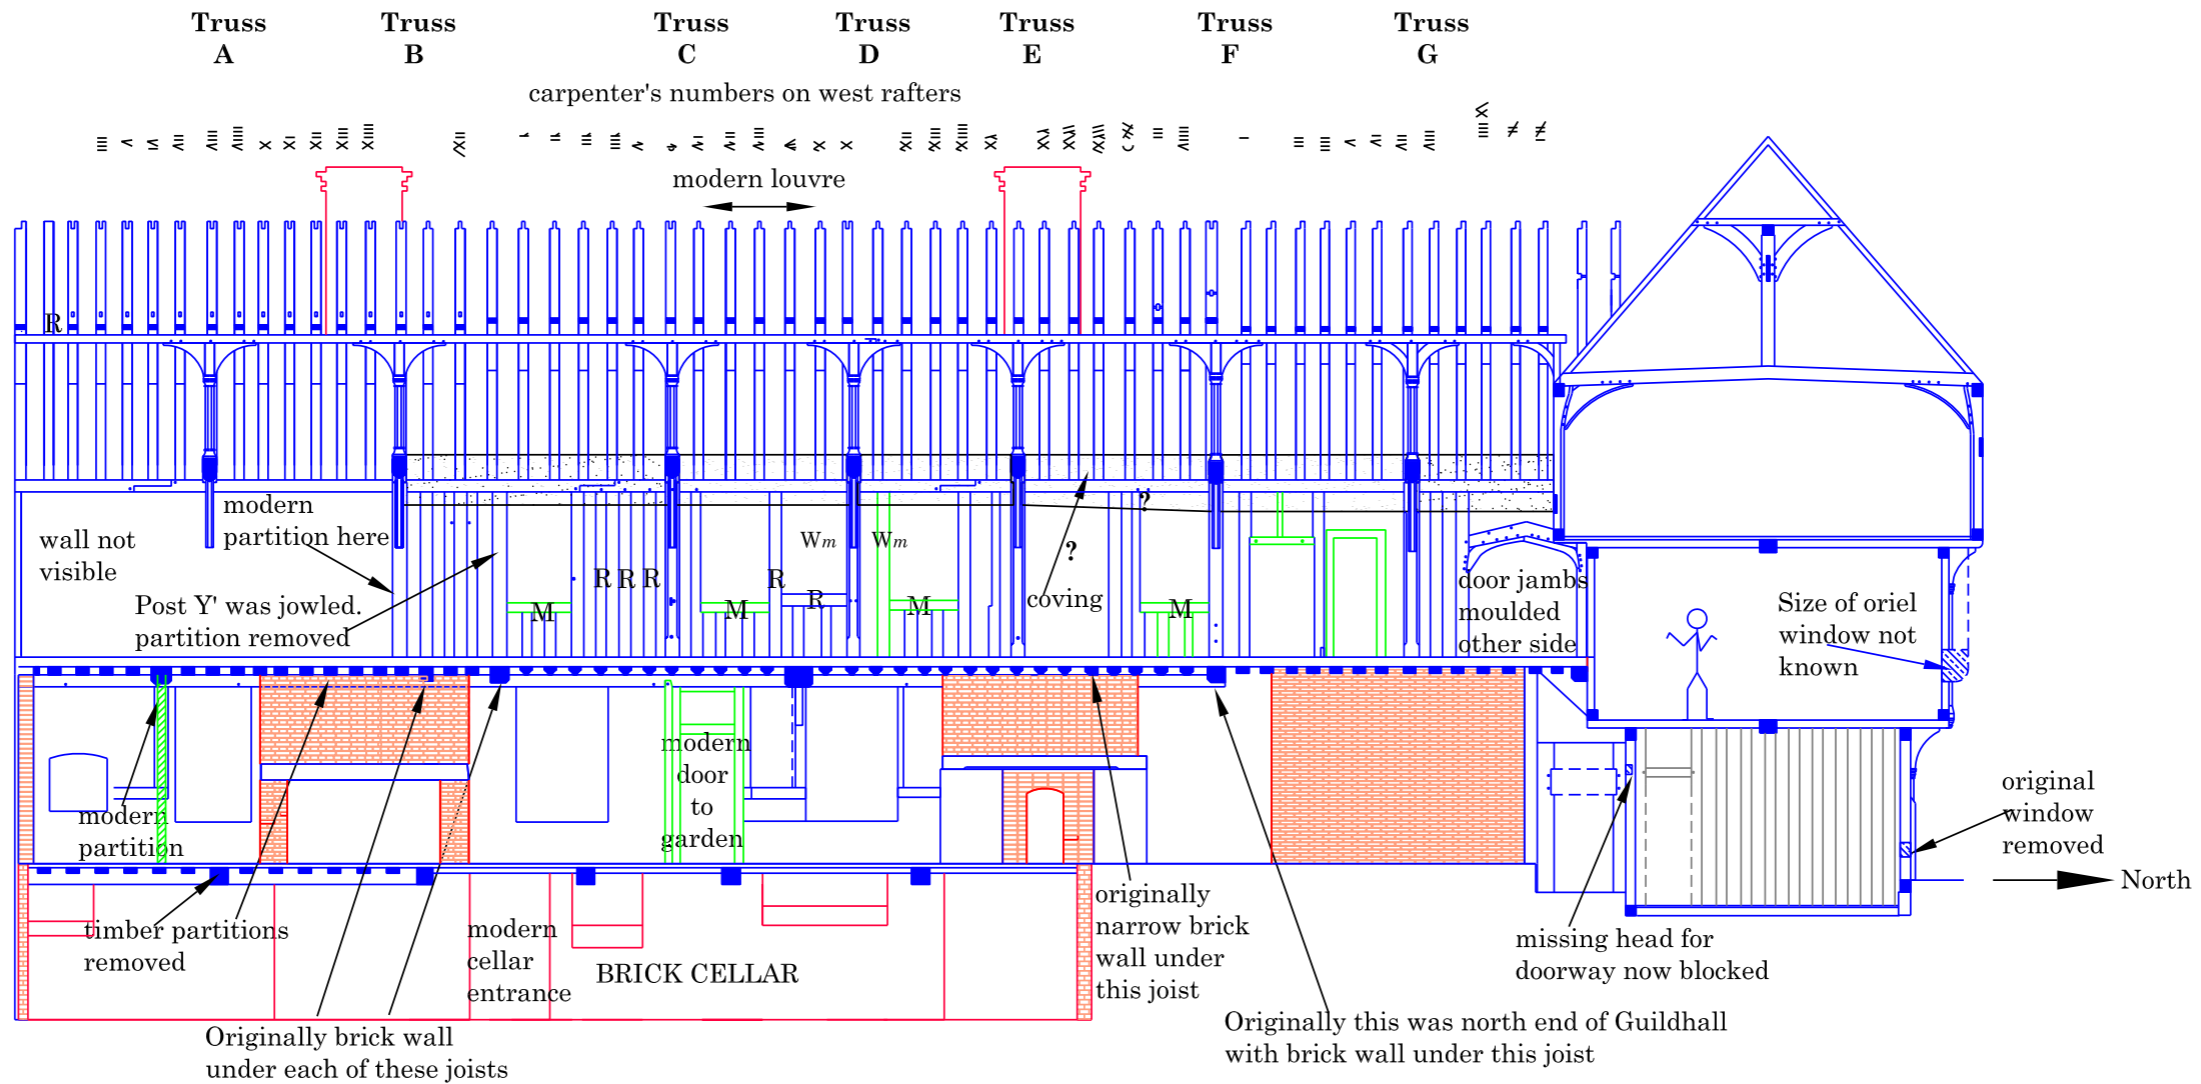 Truss A
Truss B
Truss C
Truss D
Truss E
Truss F
Truss G
carpenter's numbers on west rafters
modern louvre
R
modern
partition here
wall not
visible
Post Y' was jowled.
partition removed
R R R
R
R
Wm
Wm
M
M
M
M
?
?
coving
door jambs
moulded
other side
Size of oriel
window not
known
modern
partition
modern
door
to
garden
original
window
removed
North
timber partitions
removed
modern
cellar
entrance
BRICK CELLAR
originally
narrow brick
wall under
this joist
missing head for
doorway now blocked
Originally brick wall
under each of these joists
Originally this was north end of Guildhall
with brick wall under this joist